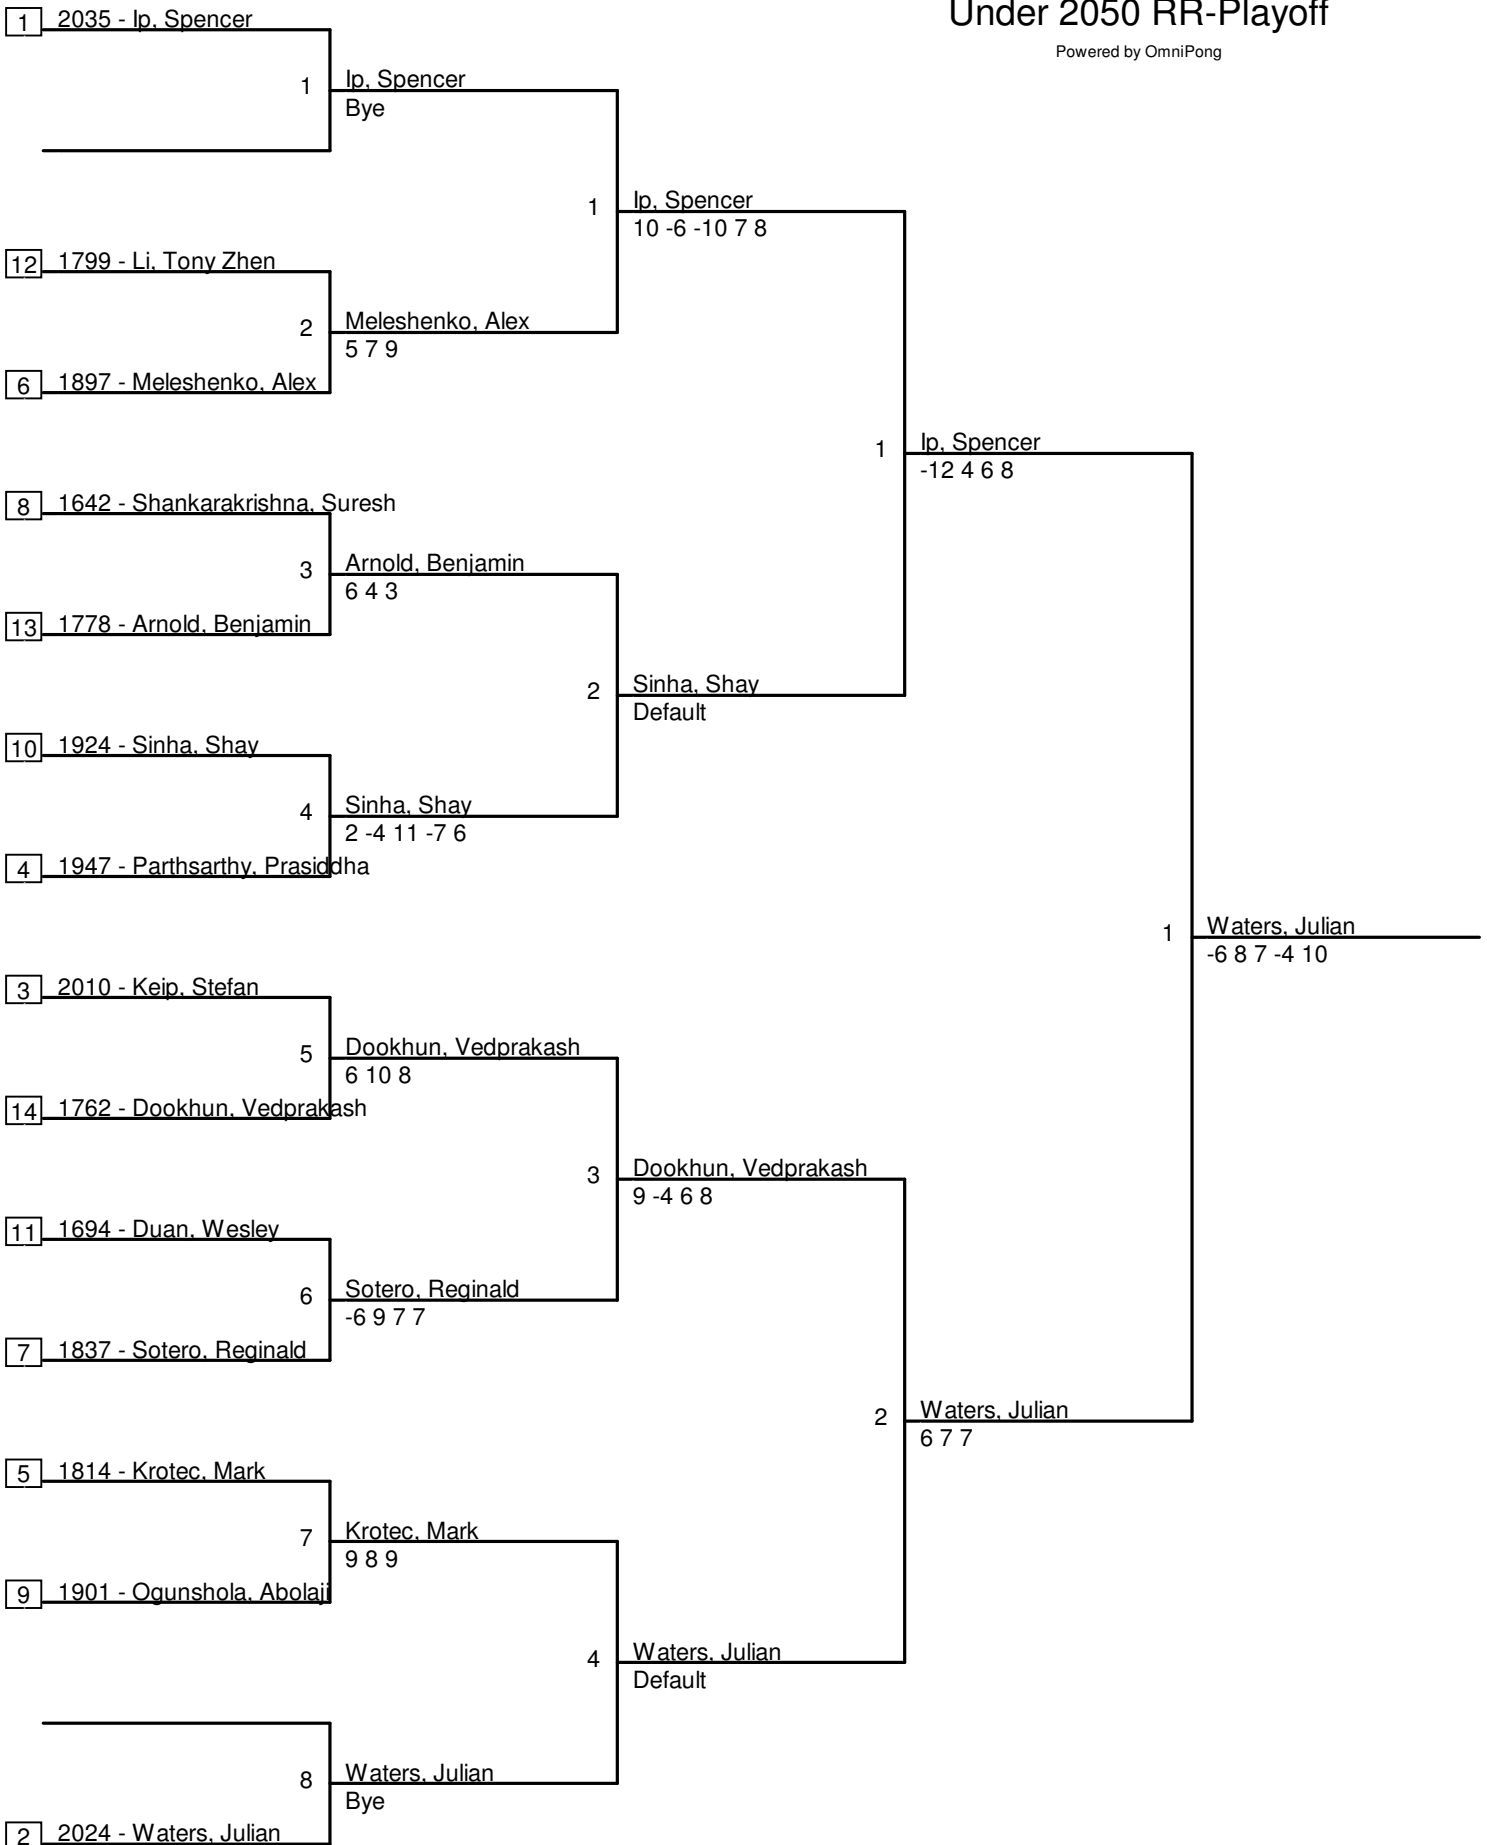 Under 2050 RR-Playoff
Powered by OmniPong
1 2035 - Ip, Spencer
1 Ip, Spencer
Bye
1 Ip, Spencer
10 -6 -10 7 8
12 1799 - Li, Tony Zhen
2 Meleshenko, Alex
5 7 9
6 1897 - Meleshenko, Alex
1 Ip, Spencer
-12 4 6 8
8 1642 - Shankarakrishna, Suresh
3 Arnold, Benjamin
6 4 3
13 1778 - Arnold, Benjamin
2 Sinha, Shay
Default
10 1924 - Sinha, Shay
4 Sinha, Shay
2 -4 11 -7 6
4 1947 - Parthsarthy, Prasiddha
1 Waters, Julian
-6 8 7 -4 10
3 2010 - Keip, Stefan
5 Dookhun, Vedprakash
6 10 8
14 1762 - Dookhun, Vedprakash
3 Dookhun, Vedprakash
9 -4 6 8
11 1694 - Duan, Wesley
6 Sotero, Reginald
-6 9 7 7
7 1837 - Sotero, Reginald
2 Waters, Julian
6 7 7
5 1814 - Krotec, Mark
7 Krotec, Mark
9 8 9
9 1901 - Ogunshola, Abolaji
4 Waters, Julian
Default
8 Waters, Julian
Bye
2 2024 - Waters, Julian